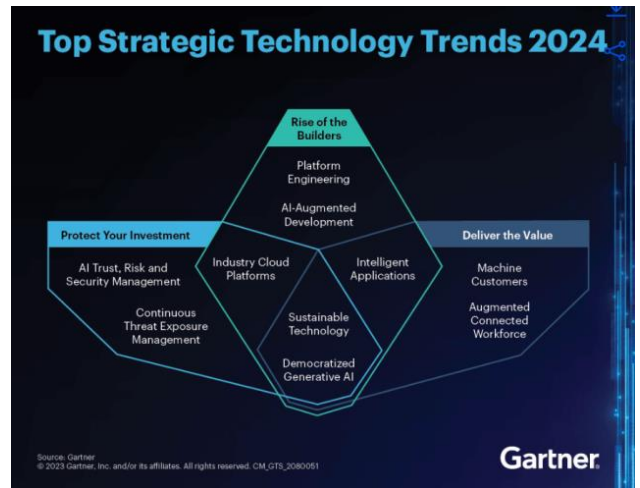 Top Strategic Technology Trends 2024
Rise of the
Builders
Platform
Engineering
AI-Augmented
Development
Protect Your Investment
AI Trust, Risk and
Security Management
Continuous
Threat Exposure
Management
Industry Cloud
Platforms
Intelligent
Applications
Sustainable
Technology
Democratized
Generative AI
Deliver the Value
Machine
Customers
Augmented
Connected
Workforce
Source: Gartner
© 2023 Gartner, Inc. and/or its affiliates. All rights reserved. CM_GTS_2080051
Gartner